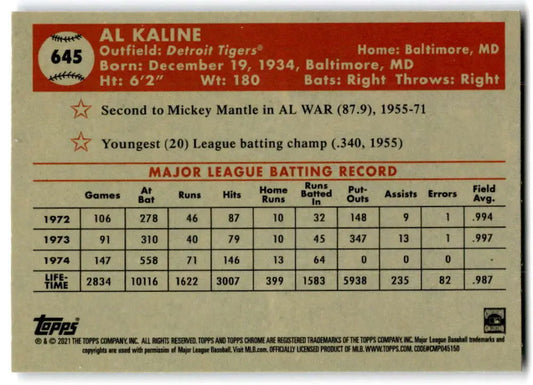 645
AL KALINE
Outfield: Detroit Tigers® Home: Baltimore, MD
Born: December 19, 1934, Baltimore, MD
Ht: 6'2" Wt: 180 Bats: Right Throws: Right
Second to Mickey Mantle in AL WAR (87.9), 1955-71
Youngest (20) League batting champ (.340, 1955)
MAJOR LEAGUE BATTING RECORD
Games At Bat Runs Hits Home Runs Runs Batted In Put-Outs Assists Errors Field Avg.
1972 106 278 46 87 10 32 148 9 1 .994
1973 91 310 40 79 10 45 347 13 1 .997
1974 147 558 71 146 13 64 0 0 0 -
LIFE-TIME 2834 10116 1622 3007 399 1583 5938 235 82 .987
Topps
® & © 2021 THE TOPPS COMPANY, INC. ALL RIGHTS RESERVED. TOPPS AND TOPPS CHROME ARE REGISTERED TRADEMARKS OF THE TOPPS COMPANY, INC. Major League Baseball trademarks and
copyrights are used with permission of Major League Baseball. Visit MLB.com. OFFICIALLY LICENSED PRODUCT OF MLB. WWW.TOPPS.COM. CODE#CMP045150